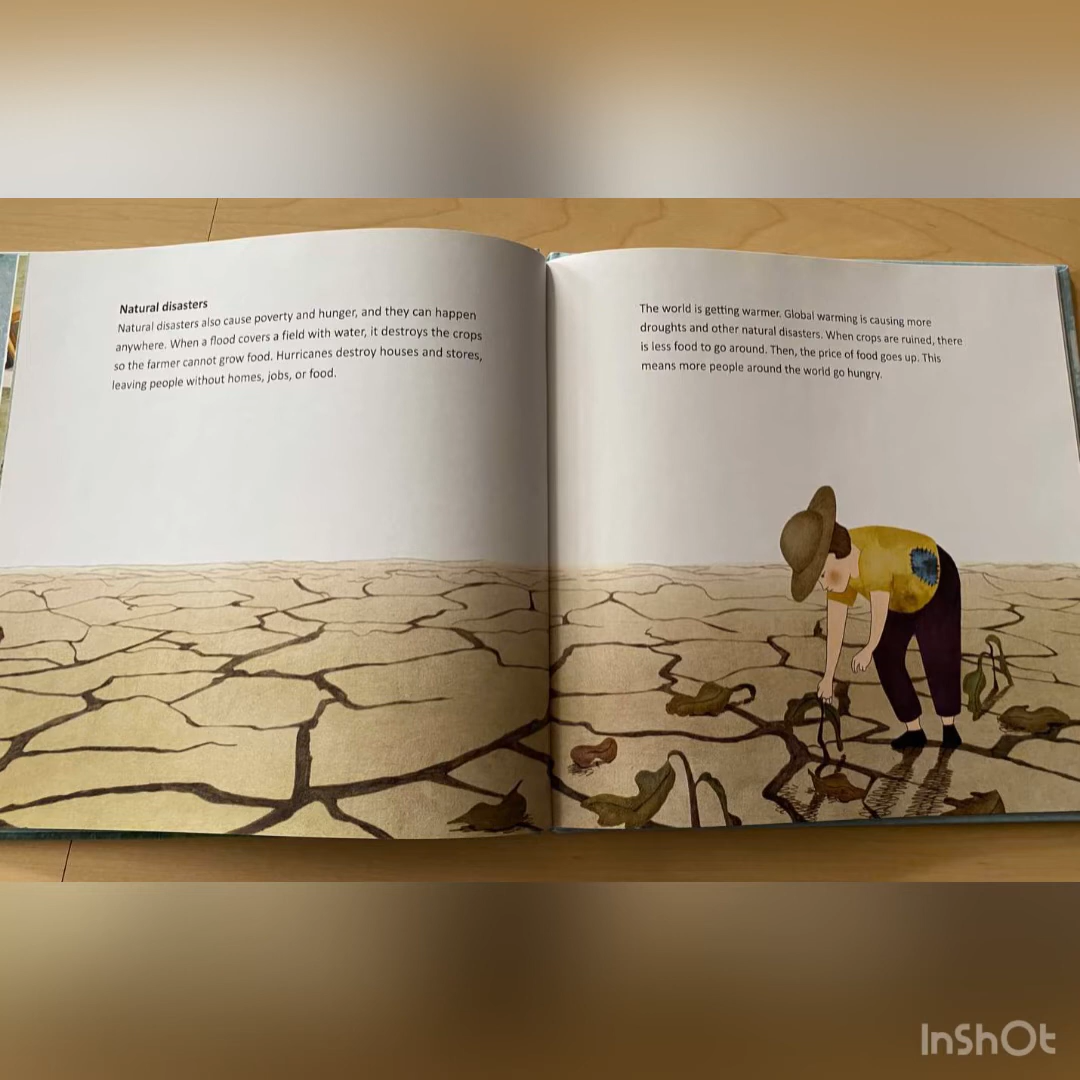 Natural disasters
Natural disasters also cause poverty and hunger, and they can happen
anywhere. When a flood covers a field with water, it destroys the crops
so the farmer cannot grow food. Hurricanes destroy houses and stores,
leaving people without homes, jobs, or food.
The world is getting warmer. Global warming is causing more
droughts and other natural disasters. When crops are ruined, there
is less food to go around. Then, the price of food goes up. This
means more people around the world go hungry.
InShOt